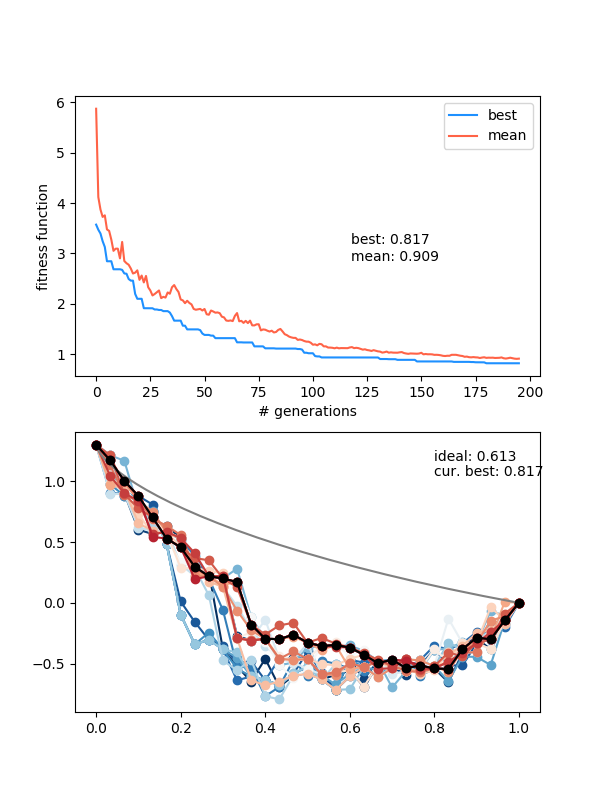 6
5
4
3
2
1
fitness function
best
mean
best: 0.817
mean: 0.909
0 25 50 75 100 125 150 175 200
# generations
1.0
0.5
0.0
−0.5
ideal: 0.613
cur. best: 0.817
0.0 0.2 0.4 0.6 0.8 1.0